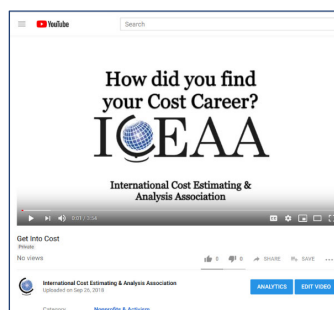 YouTube
Search
How did you find
your Cost Career?
ICEAA
International Cost Estimating &
Analysis Association
0:01 / 3:54
Get Into Cost
Private
No views
0 0 SHARE SAVE ...
International Cost Estimating & Analysis Association
Uploaded on Sep 26, 2018
ANALYTICS EDIT VIDEO
Category Nonprofits & Activism